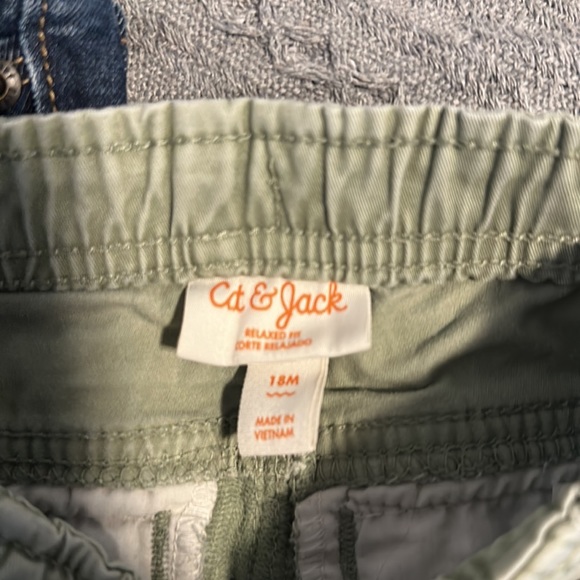 Cat & Jack
RELAXED FIT
CORTE RELAJADO
18M
MADE IN
VIETNAM